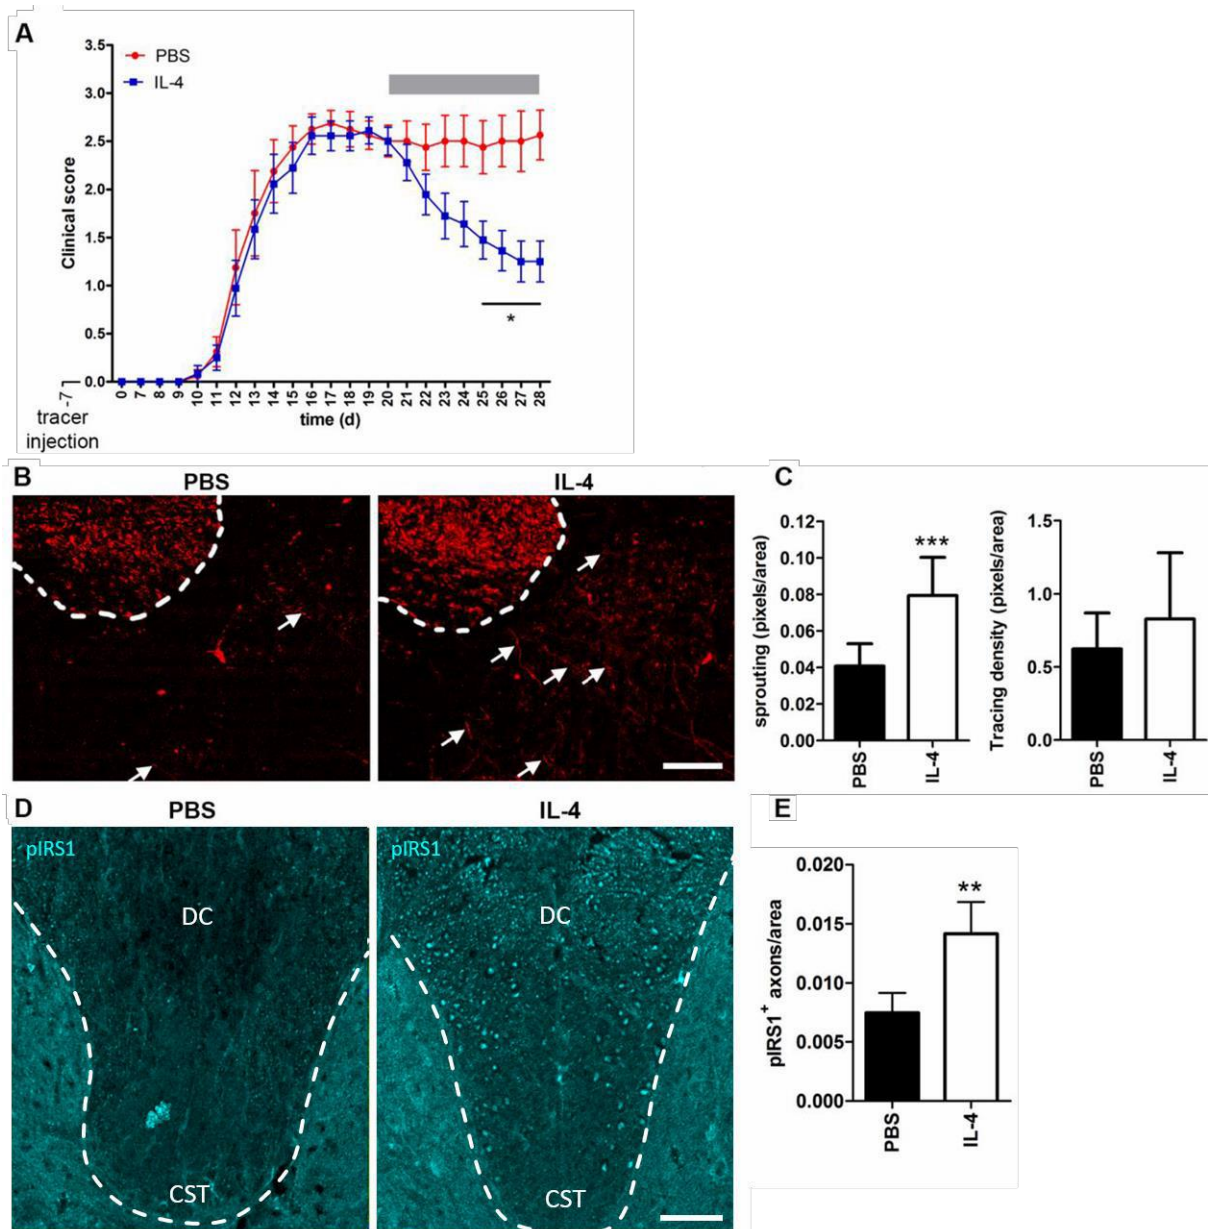 A
3.5
3.0
2.5
2.0
1.5
1.0
0.5
0.0
Clinical score
PBS
IL-4
*
-7
tracer
injection
0 7 8 9 10 11 12 13 14 15 16 17 18 19 20 21 22 23 24 25 26 27 28
time (d)
B
PBS
IL-4
C
sprouting (pixels/area)
0.12
0.10
0.08
0.06
0.04
0.02
0.00
***
PBS
IL-4
Tracing density (pixels/area)
1.5
1.0
0.5
0.0
PBS
IL-4
D
PBS
IL-4
pIRS1
DC
CST
pIRS1
DC
CST
E
pIRS1+ axons/area
0.020
0.015
0.010
0.005
0.000
**
PBS
IL-4